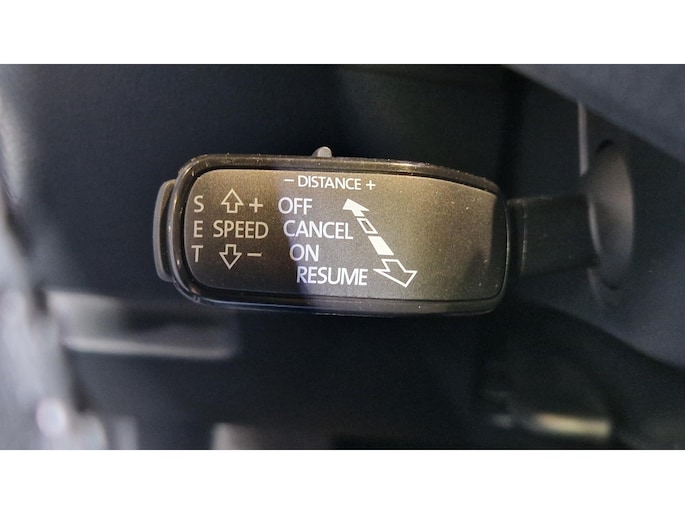 - DISTANCE +
S + OFF
E SPEED CANCEL
T - ON
RESUME